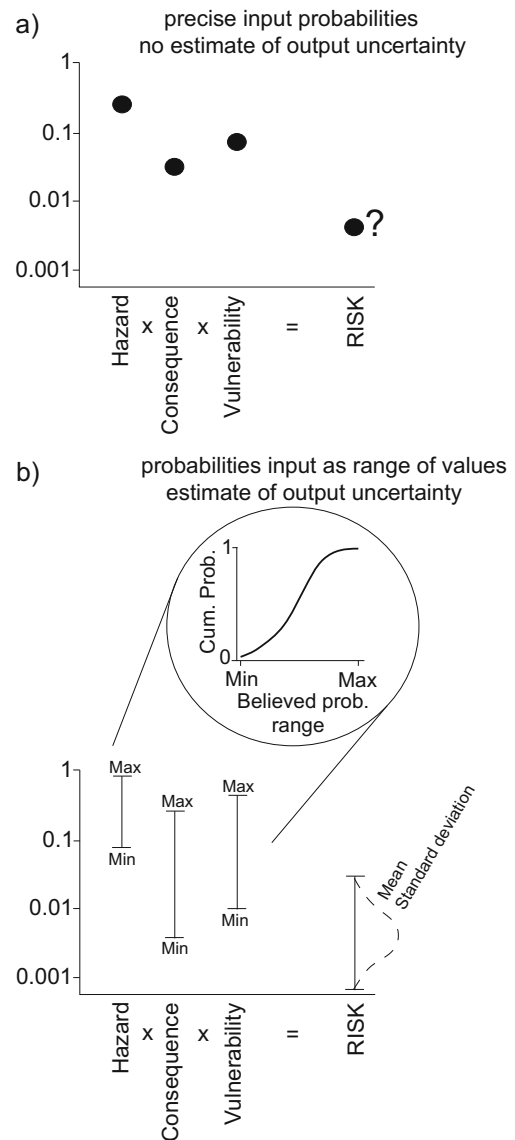 a)
precise input probabilities
no estimate of output uncertainty
1
0.1
0.01
0.001
?
Hazard x Consequence x Vulnerability = RISK
b)
probabilities input as range of values
estimate of output uncertainty
Cum. Prob.
1
0
Min Max
Believed prob.
range
1
0.1
0.01
0.001
Max
Min
Max
Min
Max
Min
Mean
Standard deviation
Hazard x Consequence x Vulnerability = RISK